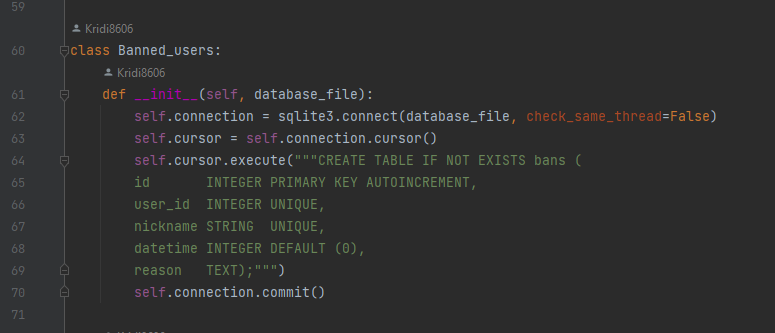 59
Kridi8606
60 class Banned_users:
Kridi8606
61 def __init__(self, database_file):
62 self.connection = sqlite3.connect(database_file, check_same_thread=False)
63 self.cursor = self.connection.cursor()
64 self.cursor.execute("""CREATE TABLE IF NOT EXISTS bans (
65 id       INTEGER PRIMARY KEY AUTOINCREMENT,
66 user_id  INTEGER UNIQUE,
67 nickname STRING  UNIQUE,
68 datetime INTEGER DEFAULT (0),
69 reason   TEXT);""")
70 self.connection.commit()
71